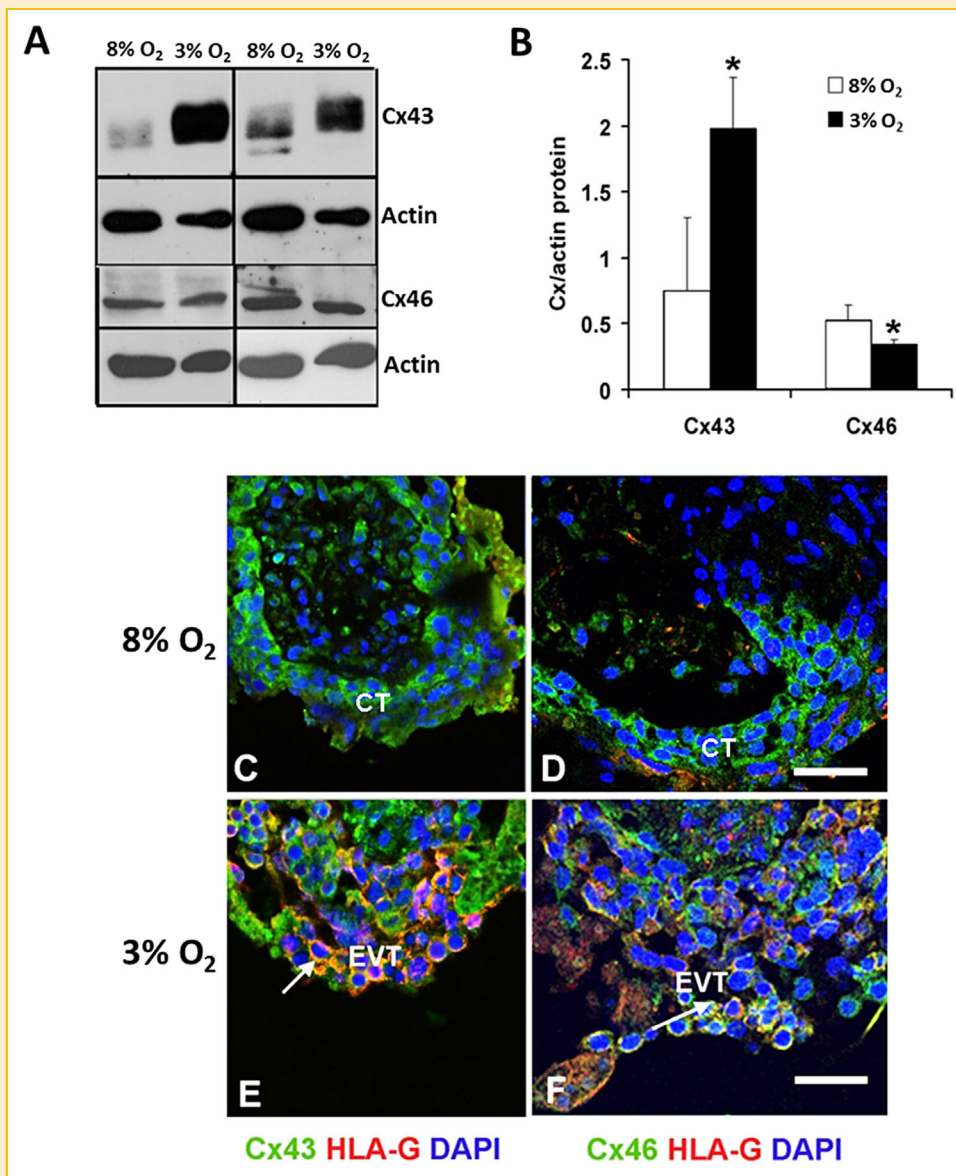 A
8% O2 3% O2 8% O2 3% O2
Cx43
Actin
Cx46
Actin
B
2.5
2
1.5
1
0.5
0
Cx/actin protein
*
*
8% O2
3% O2
Cx43 Cx46
8% O2
CT
C
CT
D
3% O2
EVT
E
EVT
F
Cx43 HLA-G DAPI
Cx46 HLA-G DAPI